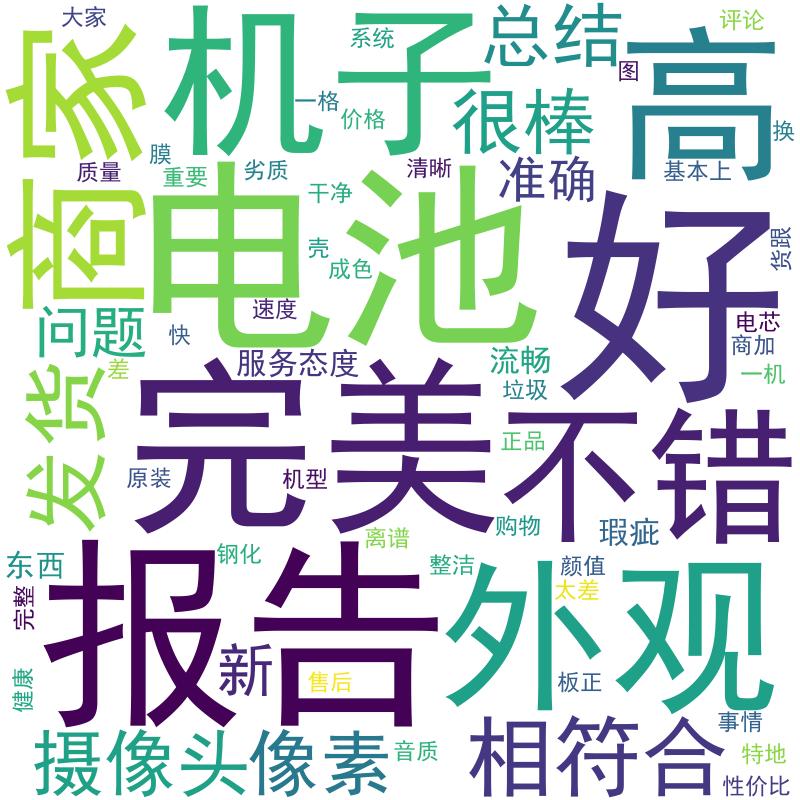 大家
商家
机子
系统
总结
评论
高
图
一格
价格
很棒
换
膜
质量
重要
劣质
清晰
准确
基本上
电池
干净
壳
成色
好
货跟
速度
问题
快
电芯
商加
服务态度
流畅
差
一机
垃圾
发货
完美
不错
正品
原装
机型
购物
瑕疵
离谱
钢化
东西
整洁
颜值
太差
完整
报告
外观
新
售后
健康
板正
相符合
事情
摄像头
像素
音质
特地
性价比